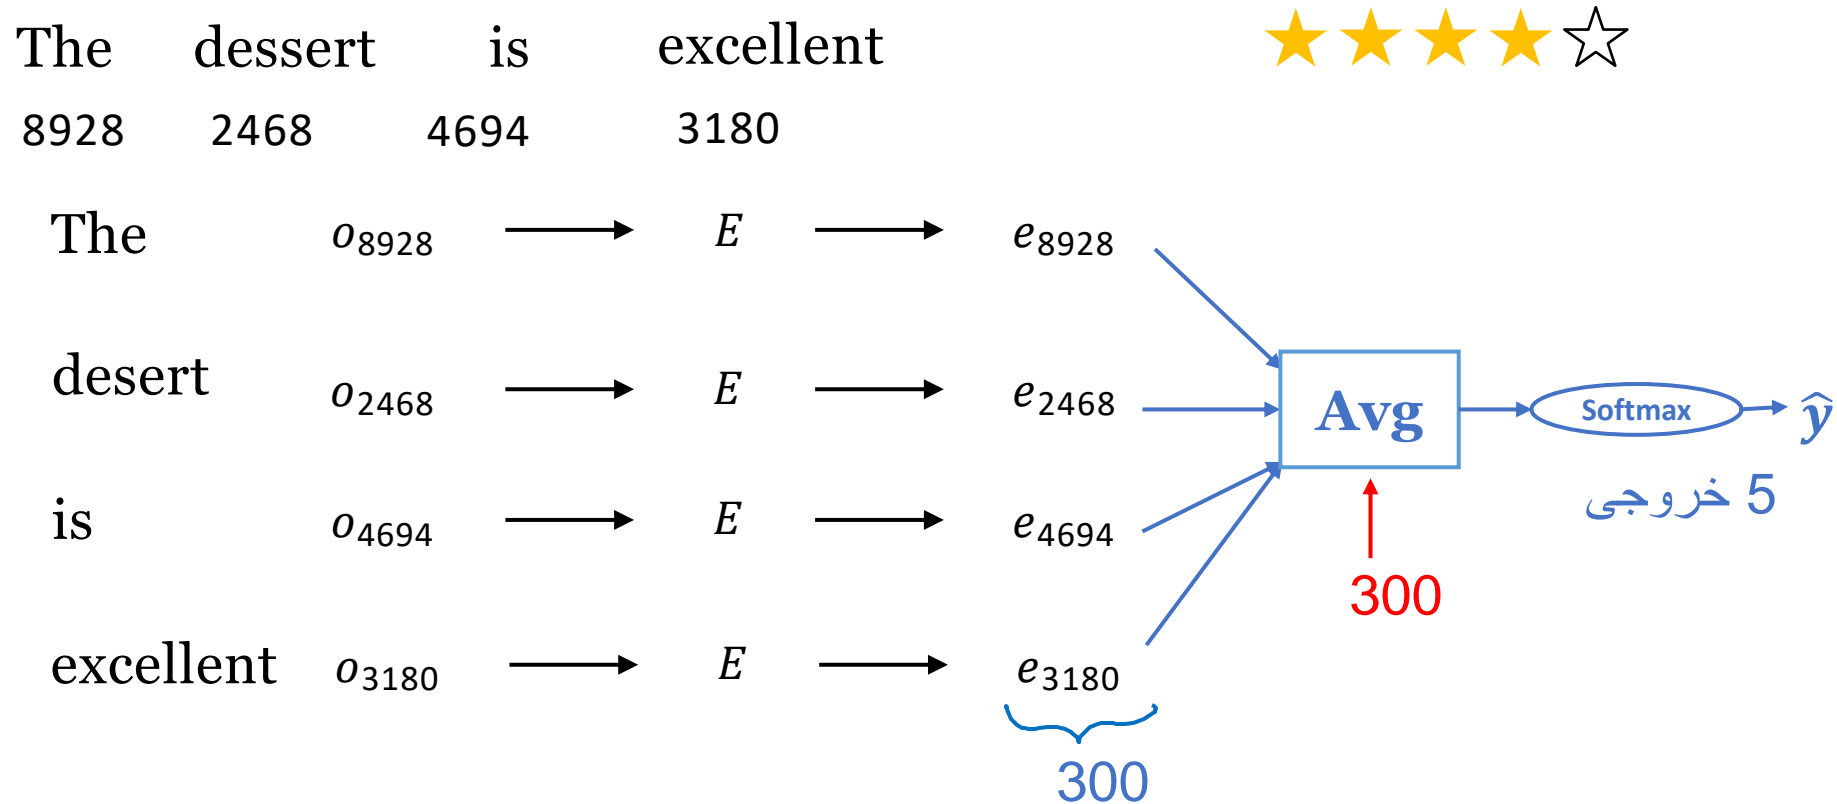 The dessert is excellent
8928 2468 4694 3180
The o8928 E e8928
desert o2468 E e2468
Avg Softmax ŷ
5 خروجی
is o4694 E e4694
300
excellent o3180 E e3180
300